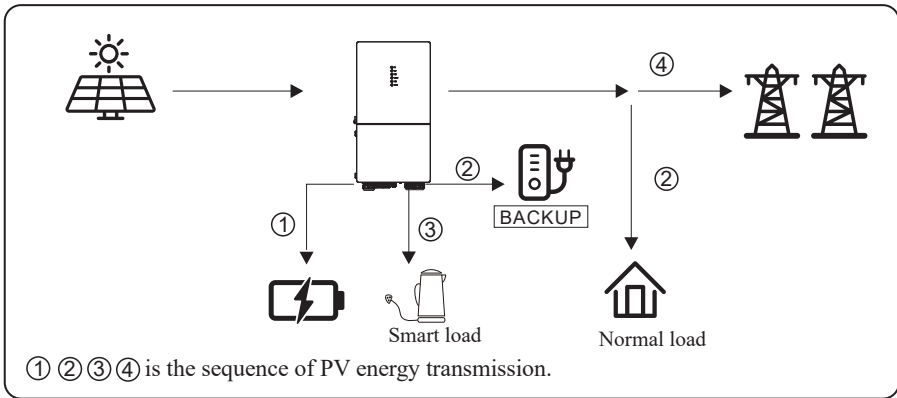 ④
②
②
BACKUP
①
③
Smart load
Normal load
① ② ③ ④ is the sequence of PV energy transmission.